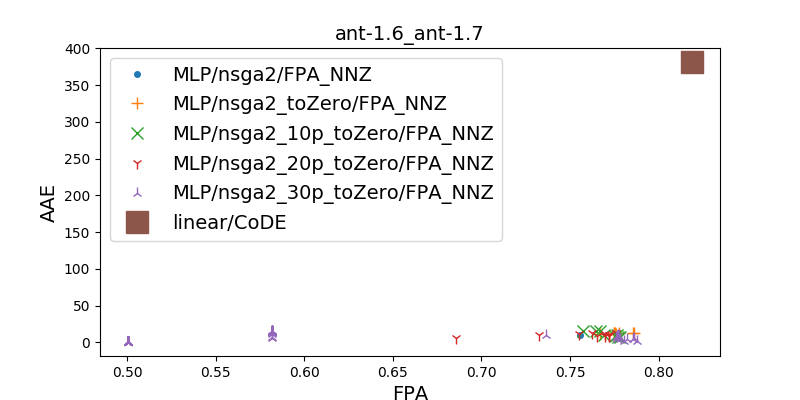 ant-1.6_ant-1.7
400
350
300
250
200
150
100
50
0
AAE
MLP/nsga2/FPA_NNZ
MLP/nsga2_toZero/FPA_NNZ
MLP/nsga2_10p_toZero/FPA_NNZ
MLP/nsga2_20p_toZero/FPA_NNZ
MLP/nsga2_30p_toZero/FPA_NNZ
linear/CoDE
0.50 0.55 0.60 0.65 0.70 0.75 0.80
FPA